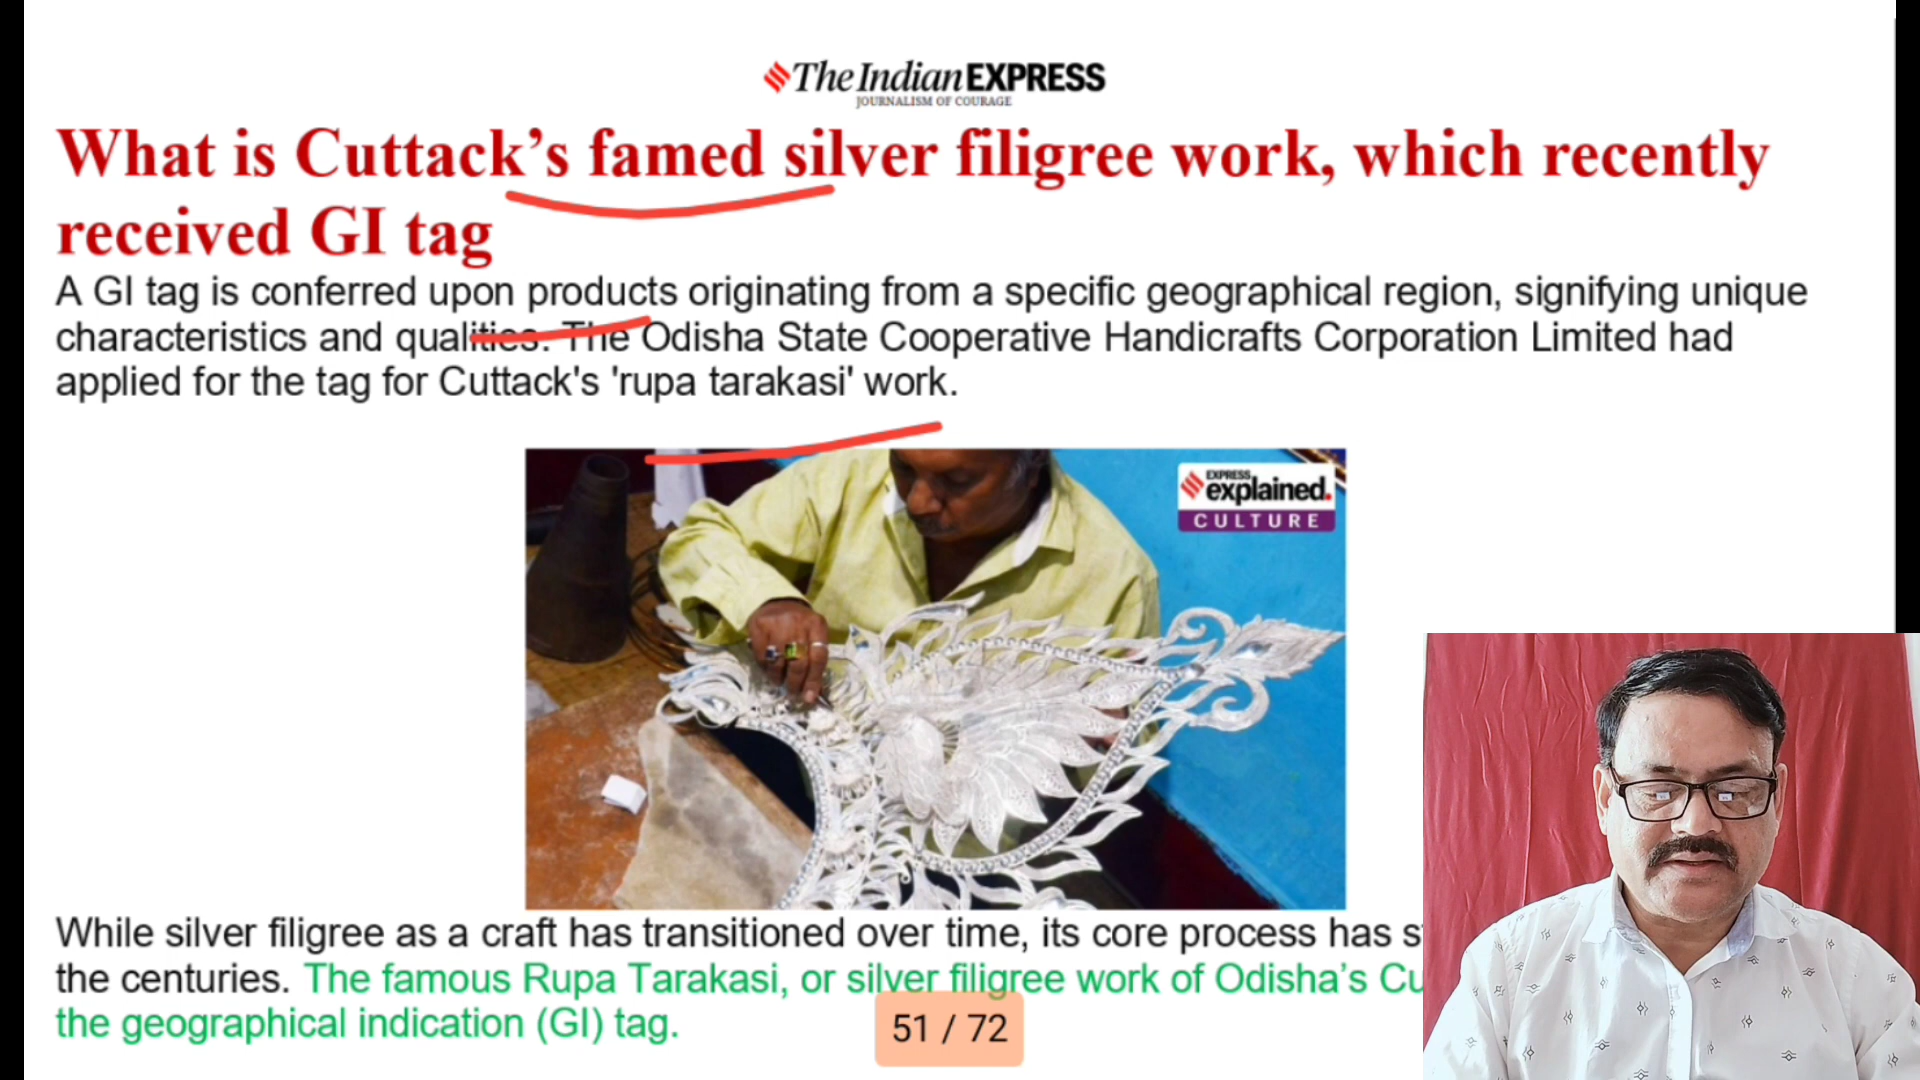 The Indian EXPRESS
JOURNALISM OF COURAGE
What is Cuttack’s famed silver filigree work, which recently
received GI tag
A GI tag is conferred upon products originating from a specific geographical region, signifying unique
characteristics and qualities. The Odisha State Cooperative Handicrafts Corporation Limited had
applied for the tag for Cuttack's 'rupa tarakasi' work.
EXPRESS
explained.
CULTURE
While silver filigree as a craft has transitioned over time, its core process has
the centuries. The famous Rupa Tarakasi, or silver filigree work of Odisha’s
the geographical indication (GI) tag.
51 / 72